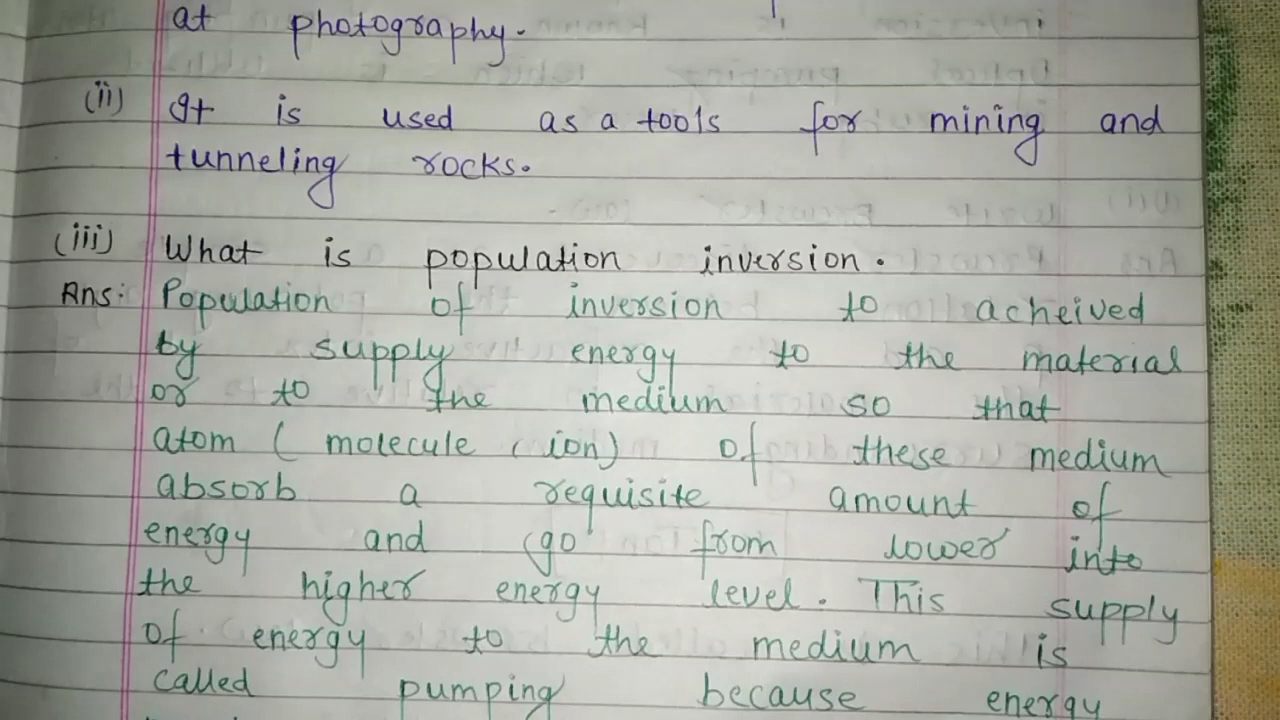 at photography.
(ii) It is used as a tools for mining and
tunneling rocks.
(iii) What is population inversion.
Ans: Population of inversion to acheived
by supply energy to the material
or to the medium so that
atom ( molecule ( ion) of these medium
absorb a requisite amount of
energy and go from lower into
the higher energy level. This supply
of energy to the medium is
called pumping because energy